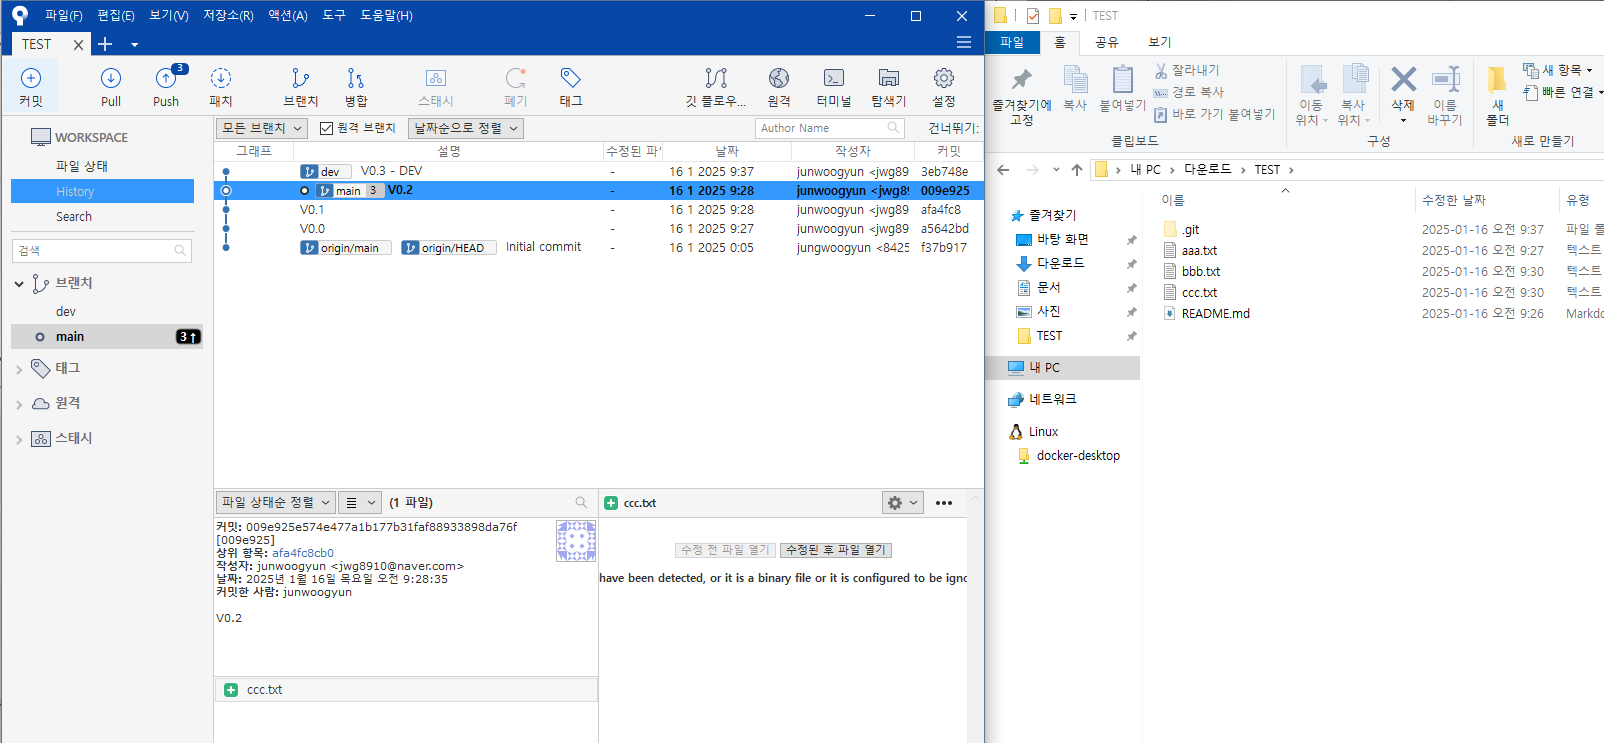 파일(F) 편집(E) 보기(V) 저장소(R) 액션(A) 도구 도움말(H)
TEST
커밋
Pull
3
Push
패치
브랜치
병합
스태시
폐기
태그
깃 플로우...
원격
터미널
탐색기
설정
WORKSPACE
파일 상태
History
Search
검색
브랜치
dev
main 3↑
태그
원격
스태시
모든 브랜치 원격 브랜치 날짜순으로 정렬 Author Name 건너뛰기:
그래프 설명 수정된 파일 날짜 작성자 커밋
dev V0.3 - DEV - 16 1 2025 9:37 junwoogyun <jwg89 3eb748e
main 3 V0.2 - 16 1 2025 9:28 junwoogyun <jwg89 009e925
V0.1 - 16 1 2025 9:28 junwoogyun <jwg89 afa4fc8
V0.0 - 16 1 2025 9:27 junwoogyun <jwg89 a5642bd
origin/main origin/HEAD Initial commit - 16 1 2025 0:05 jungwoogyun <8425 f37b917
파일 상태순 정렬 (1 파일)
커밋: 009e925e574e477a1b177b31faf88933898da76f
[009e925]
상위 항목: afa4fc8cb0
작성자: junwoogyun <jwg8910@naver.com>
날짜: 2025년 1월 16일 목요일 오전 9:28:35
커밋한 사람: junwoogyun
V0.2
ccc.txt
ccc.txt
수정 전 파일 열기 수정된 후 파일 열기
have been detected, or it is a binary file or it is configured to be igno
TEST
파일 홈 공유 보기
즐겨찾기에 고정
복사
붙여넣기
잘라내기
경로 복사
바로 가기 붙여넣기
클립보드
이동 위치
복사 위치
삭제
이름 바꾸기
구성
새 폴더
새 항목
빠른 연결
새로 만들기
내 PC > 다운로드 > TEST >
즐겨찾기
바탕 화면
다운로드
문서
사진
TEST
내 PC
네트워크
Linux
docker-desktop
이름 수정한 날짜 유형
.git 2025-01-16 오전 9:37 파일 폴
aaa.txt 2025-01-16 오전 9:27 텍스트
bbb.txt 2025-01-16 오전 9:30 텍스트
ccc.txt 2025-01-16 오전 9:30 텍스트
README.md 2025-01-16 오전 9:26 Markdo